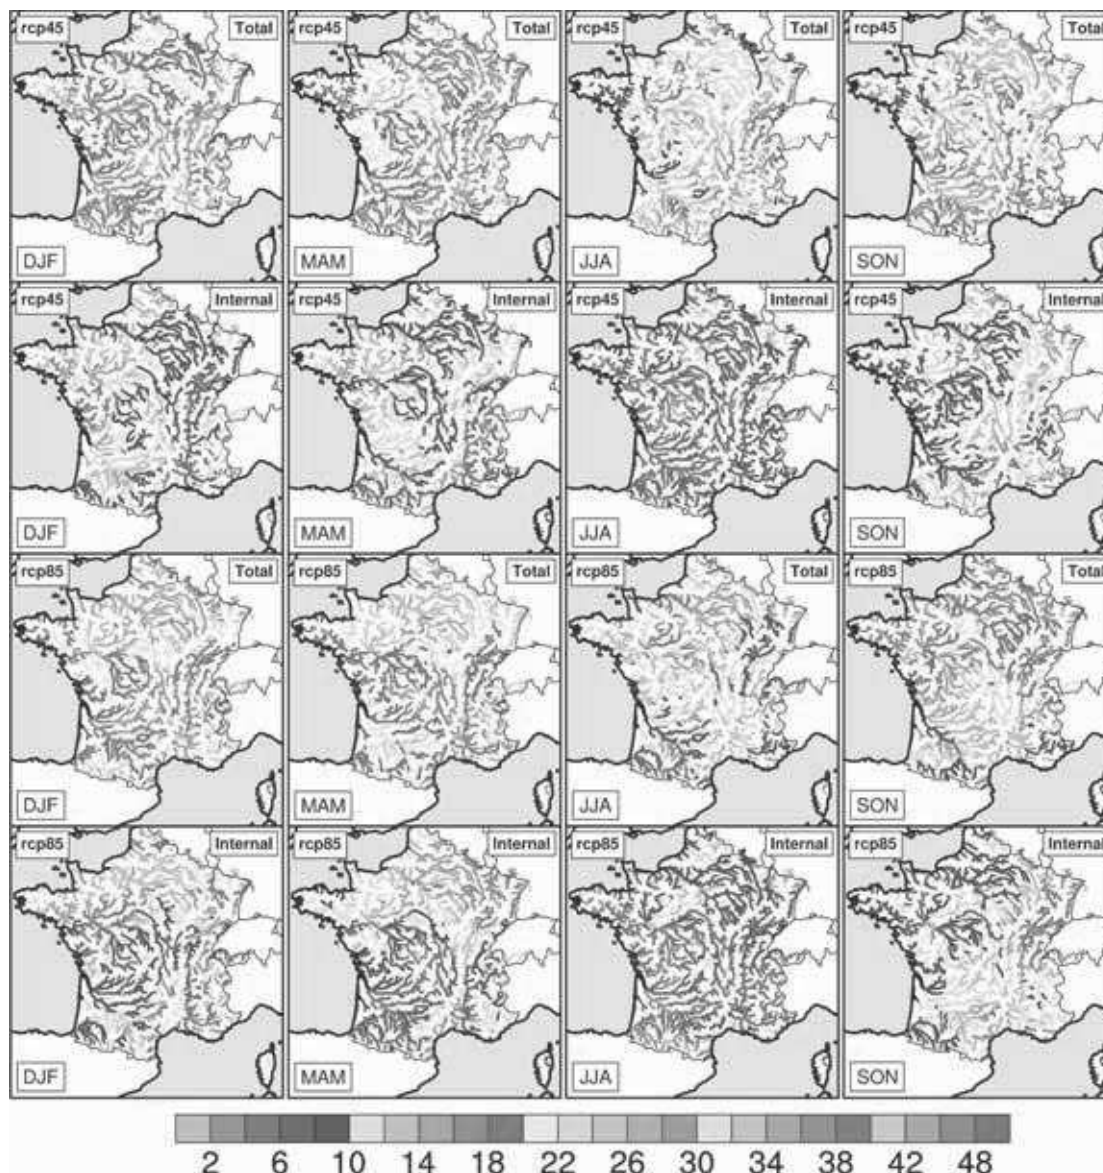 rcp45 Total rcp45 Total rcp45 Total rcp45 Total
DJF MAM JJA SON
rcp45 Internal rcp45 Internal rcp45 Internal rcp45 Internal
DJF MAM JJA SON
rcp85 Total rcp85 Total rcp85 Total rcp85 Total
DJF MAM JJA SON
rcp85 Internal rcp85 Internal rcp85 Internal rcp85 Internal
DJF MAM JJA SON
2 6 10 14 18 22 26 30 34 38 42 48